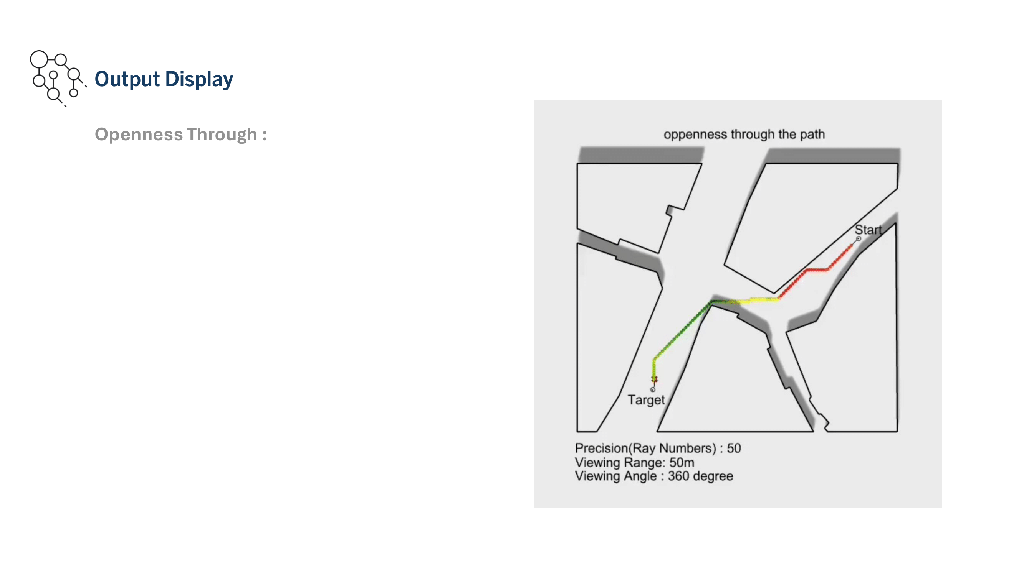 Output Display
Openness Through :
oppenness through the path
Start
Target
Precision(Ray Numbers) : 50
Viewing Range: 50m
Viewing Angle : 360 degree